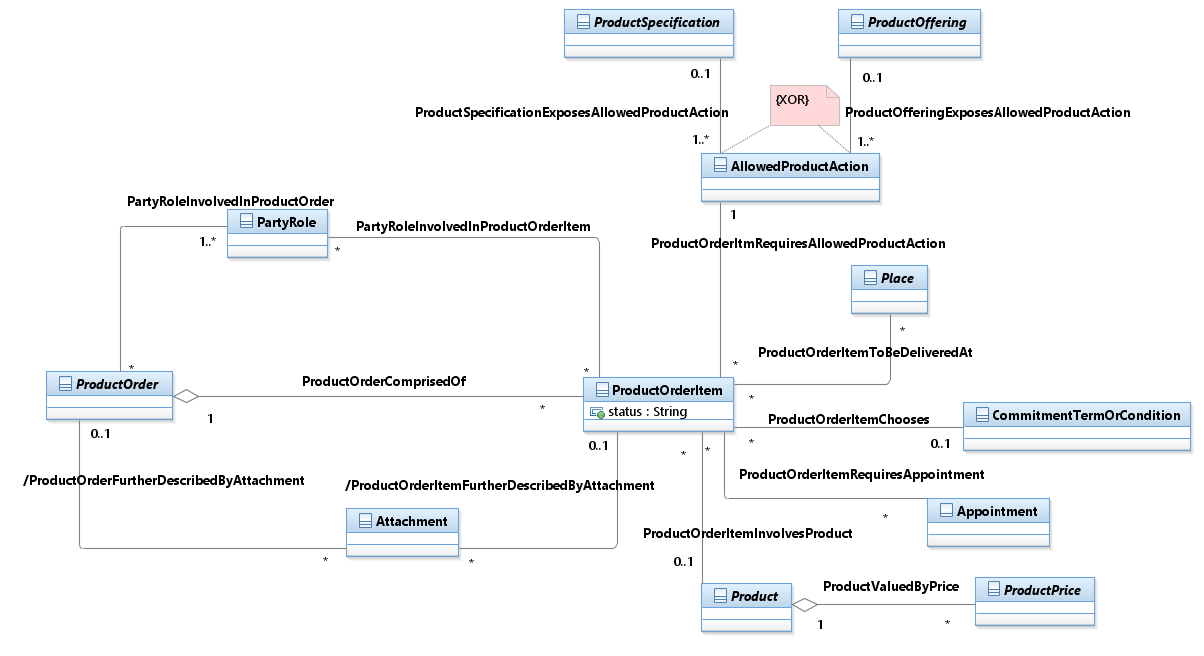 ProductSpecification
ProductOffering
0..1
0..1
{XOR}
ProductSpecificationExposesAllowedProductAction
ProductOfferingExposesAllowedProductAction
1..*
1..*
AllowedProductAction
PartyRoleInvolvedInProductOrder
1
PartyRole
PartyRoleInvolvedInProductOrderItem
1..*
*
ProductOrderItmRequiresAllowedProductAction
Place
*
ProductOrderItemToBeDeliveredAt
*
*
*
ProductOrder
ProductOrderComprisedOf
ProductOrderItem
*
1
*
status : String
ProductOrderItemChooses
CommitmentTermOrCondition
0..1
0..1
*
*
*
0..1
/ProductOrderFurtherDescribedByAttachment
/ProductOrderItemFurtherDescribedByAttachment
ProductOrderItemRequiresAppointment
Attachment
*
Appointment
ProductOrderItemInvolvesProduct
*
*
0..1
ProductValuedByPrice
ProductPrice
Product
1
*